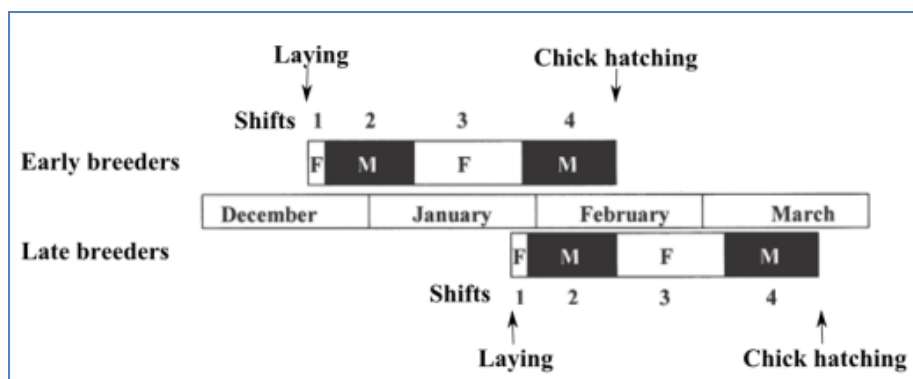 Laying Chick hatching
Shifts 1 2 3 4
Early breeders F M F M
December January February March
Late breeders F M F M
Shifts 1 2 3 4
Laying Chick hatching